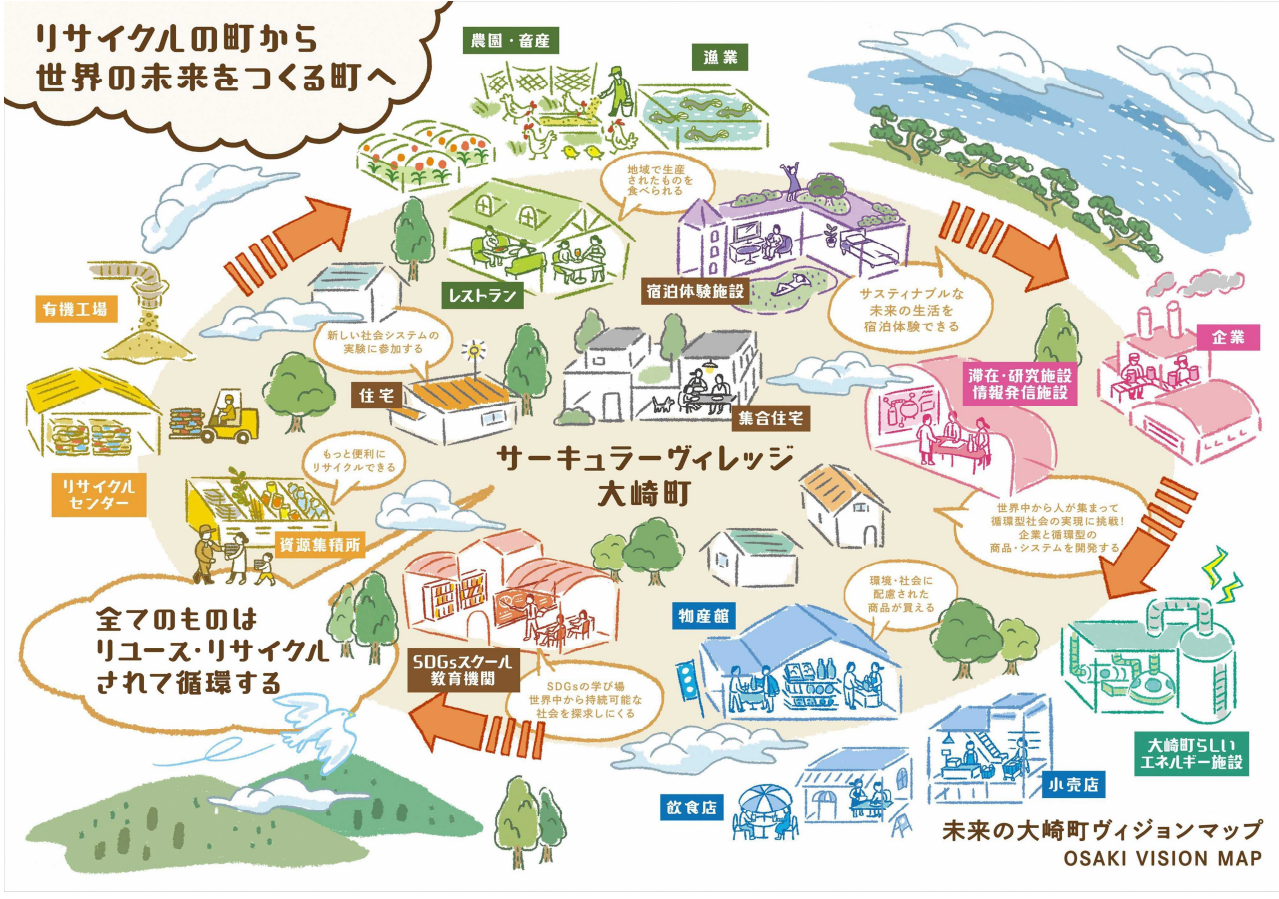 リサイクルの町から
世界の未来をつくる町へ
農園・畜産
漁業
地域で生産
されたものを
食べられる
レストラン
宿泊体験施設
サスティナブルな
未来の生活を
宿泊体験できる
有機工場
新しい社会システムの
実験に参加する
住宅
集合住宅
企業
滞在・研究施設
情報発信施設
サーキュラーヴィレッジ
大崎町
もっと便利に
リサイクルできる
リサイクル
センター
資源集積所
世界中から人が集まって
循環型社会の実現に挑戦!
企業と循環型の
商品・システムを開発する
環境・社会に
配慮された
商品が買える
物産館
全てのものは
リユース・リサイクル
されて循環する
SDGsスクール
教育機関
SDGsの学び場
世界中から持続可能な
社会を探求しにくる
大崎町らしい
エネルギー施設
小売店
飲食店
未来の大崎町ヴィジョンマップ
OSAKI VISION MAP